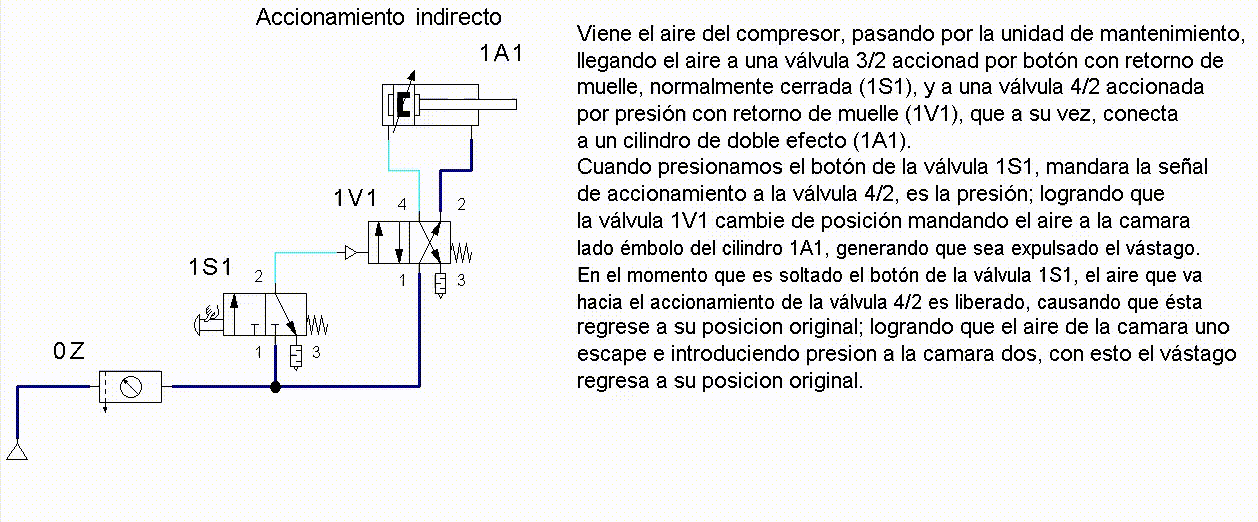 Accionamiento indirecto
1A1
1V1
4
2
1
3
1S1
2
1
3
0Z
Viene el aire del compresor, pasando por la unidad de mantenimiento,
llegando el aire a una válvula 3/2 accionad por botón con retorno de
muelle, normalmente cerrada (1S1), y a una válvula 4/2 accionada
por presión con retorno de muelle (1V1), que a su vez, conecta
a un cilindro de doble efecto (1A1).
Cuando presionamos el botón de la válvula 1S1, mandara la señal
de accionamiento a la válvula 4/2, es la presión; logrando que
la válvula 1V1 cambie de posición mandando el aire a la camara
lado émbolo del cilindro 1A1, generando que sea expulsado el vástago.
En el momento que es soltado el botón de la válvula 1S1, el aire que va
hacia el accionamiento de la válvula 4/2 es liberado, causando que ésta
regrese a su posicion original; logrando que el aire de la camara uno
escape e introduciendo presion a la camara dos, con esto el vástago
regresa a su posicion original.